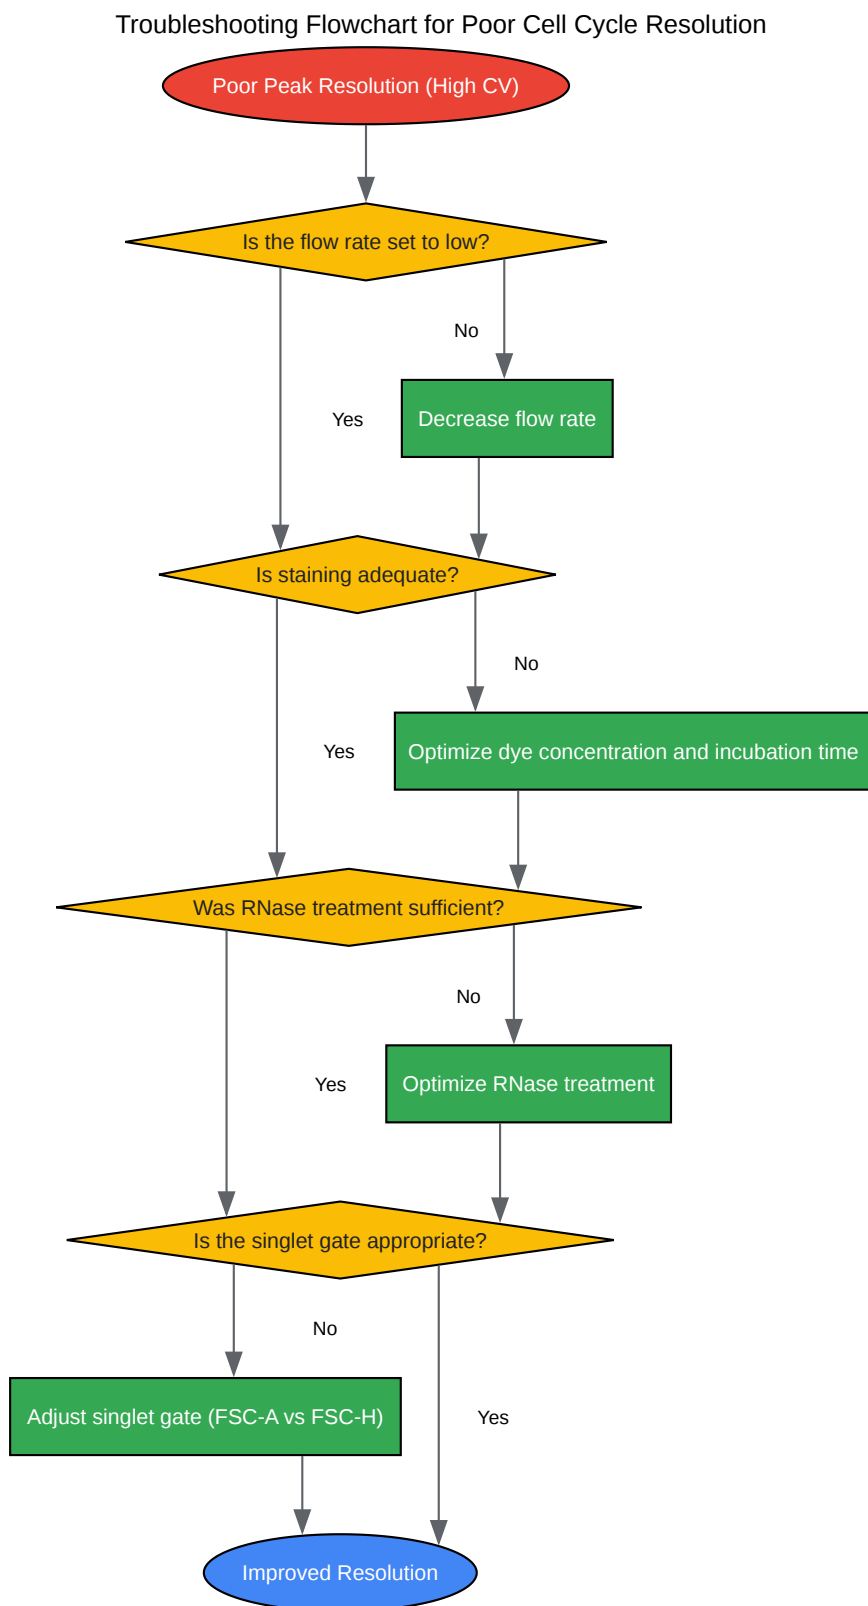 Troubleshooting Flowchart for Poor Cell Cycle Resolution
Poor Peak Resolution (High CV)
Is the flow rate set to low?
No
Yes
Decrease flow rate
Is staining adequate?
No
Yes
Optimize dye concentration and incubation time
Was RNase treatment sufficient?
No
Yes
Optimize RNase treatment
Is the singlet gate appropriate?
No
Adjust singlet gate (FSC-A vs FSC-H)
Yes
Improved Resolution